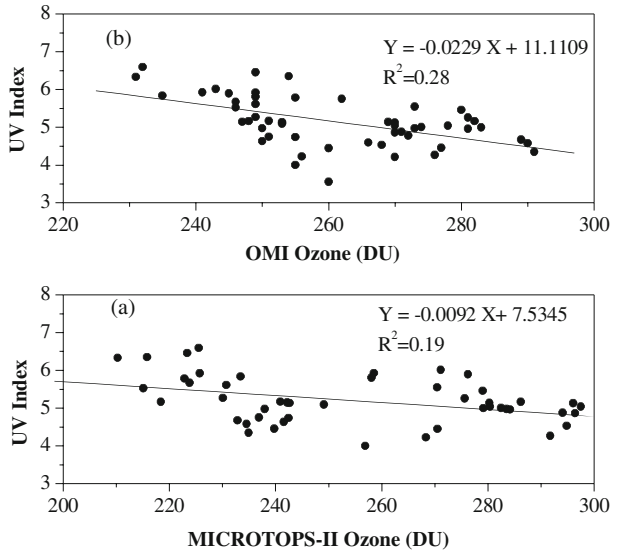 8
(b)
Y = -0.0229 X + 11.1109
R²=0.28
7
6
5
4
3
UV Index
220 240 260 280 300
OMI Ozone (DU)
8
(a)
Y = -0.0092 X+ 7.5345
R²=0.19
7
6
5
4
3
UV Index
200 220 240 260 280 300
MICROTOPS-II Ozone (DU)